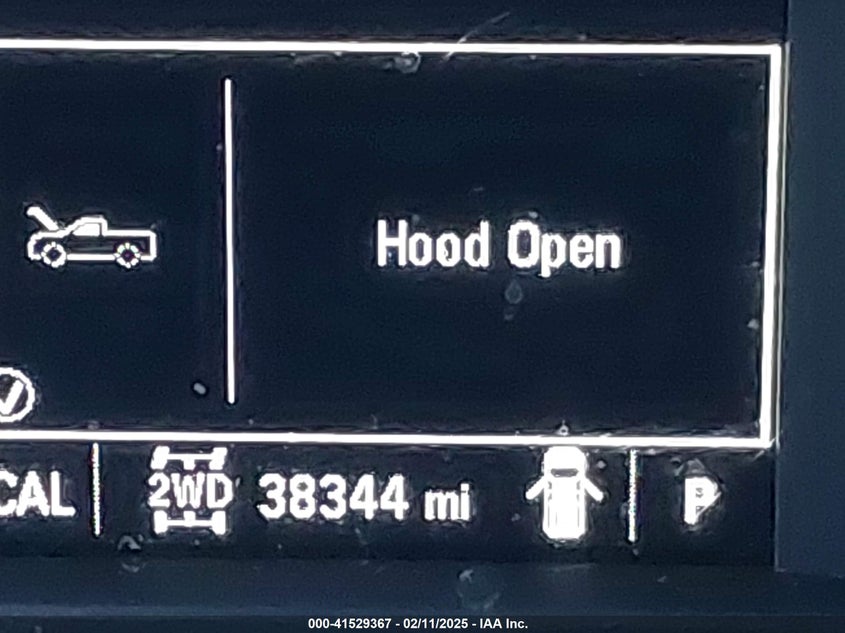 Hood Open
CAL 2WD 38344 mi P
000-41529367 - 02/11/2025 - IAA Inc.